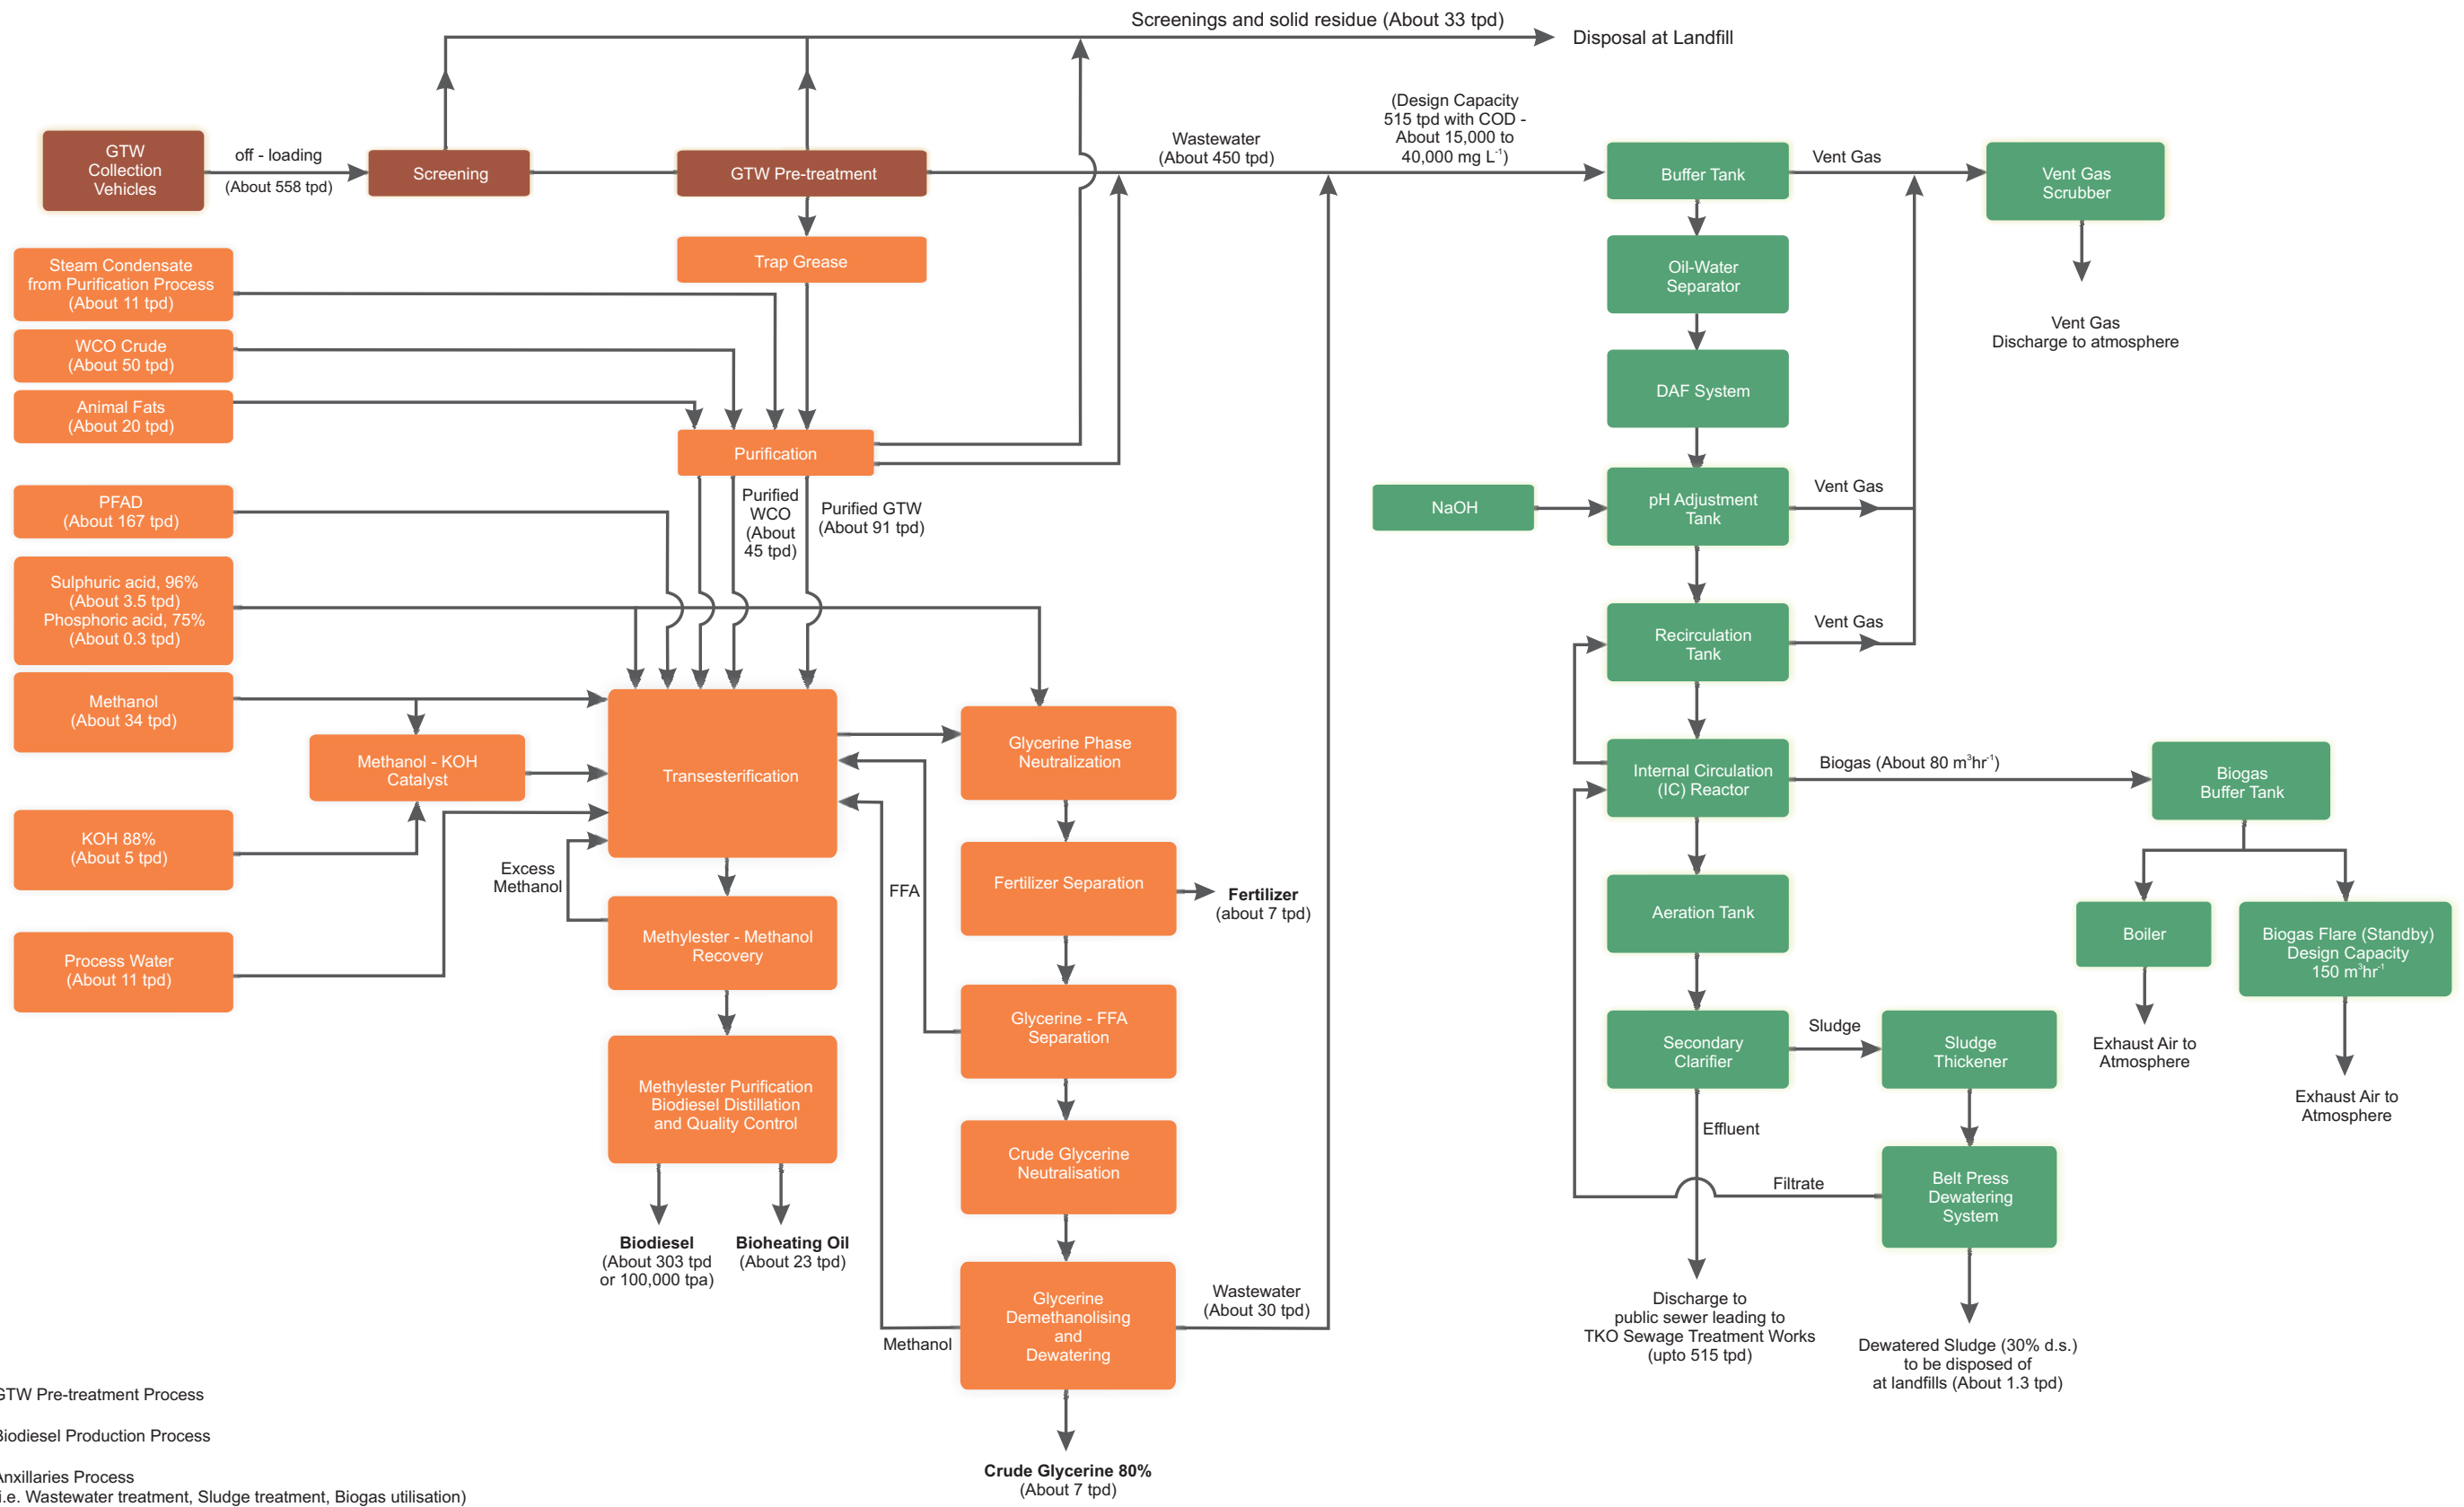 Screenings and solid residue (About 33 tpd)
Disposal at Landfill
GTW
Collection
Vehicles
off - loading
(About 558 tpd)
Screening
GTW Pre-treatment
Wastewater
(About 450 tpd)
(Design Capacity
515 tpd with COD -
About 15,000 to
40,000 mg L⁻¹)
Buffer Tank
Vent Gas
Vent Gas
Scrubber
Vent Gas
Discharge to atmosphere
Trap Grease
Oil-Water
Separator
DAF System
Steam Condensate
from Purification Process
(About 11 tpd)
WCO Crude
(About 50 tpd)
Animal Fats
(About 20 tpd)
Purification
PFAD
(About 167 tpd)
Purified
WCO
(About
45 tpd)
Purified GTW
(About 91 tpd)
NaOH
pH Adjustment
Tank
Vent Gas
Sulphuric acid, 96%
(About 3.5 tpd)
Phosphoric acid, 75%
(About 0.3 tpd)
Recirculation
Tank
Vent Gas
Methanol
(About 34 tpd)
Methanol - KOH
Catalyst
Transesterification
Glycerine Phase
Neutralization
Internal Circulation
(IC) Reactor
Biogas (About 80 m³hr⁻¹)
Biogas
Buffer Tank
KOH 88%
(About 5 tpd)
Excess
Methanol
FFA
Fertilizer Separation
Fertilizer
(about 7 tpd)
Aeration Tank
Boiler
Biogas Flare (Standby)
Design Capacity
150 m³hr⁻¹
Process Water
(About 11 tpd)
Methylester - Methanol
Recovery
Glycerine - FFA
Separation
Secondary
Clarifier
Sludge
Sludge
Thickener
Exhaust Air to
Atmosphere
Exhaust Air to
Atmosphere
Methylester Purification
Biodiesel Distillation
and Quality Control
Crude Glycerine
Neutralisation
Effluent
Filtrate
Belt Press
Dewatering
System
Biodiesel
(About 303 tpd
or 100,000 tpa)
Bioheating Oil
(About 23 tpd)
Glycerine
Demethanolising
and
Dewatering
Wastewater
(About 30 tpd)
Methanol
Discharge to
public sewer leading to
TKO Sewage Treatment Works
(upto 515 tpd)
Dewatered Sludge (30% d.s.)
to be disposed of
at landfills (About 1.3 tpd)
Crude Glycerine 80%
(About 7 tpd)
GTW Pre-treatment Process
Biodiesel Production Process
Anxillaries Process
i.e. Wastewater treatment, Sludge treatment, Biogas utilisation)